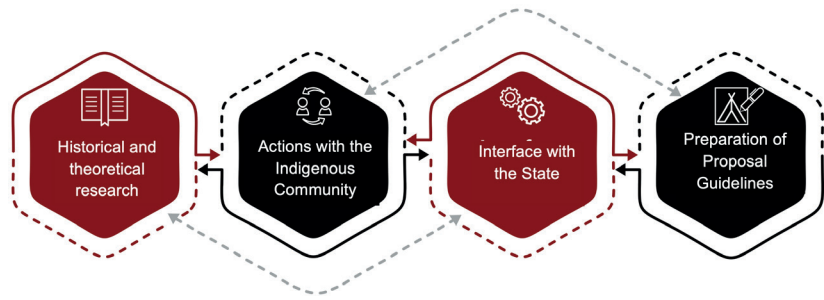 Historical and
theoretical
research
Actions with the
Indigenous
Community
Interface with
the State
Preparation of
Proposal
Guidelines